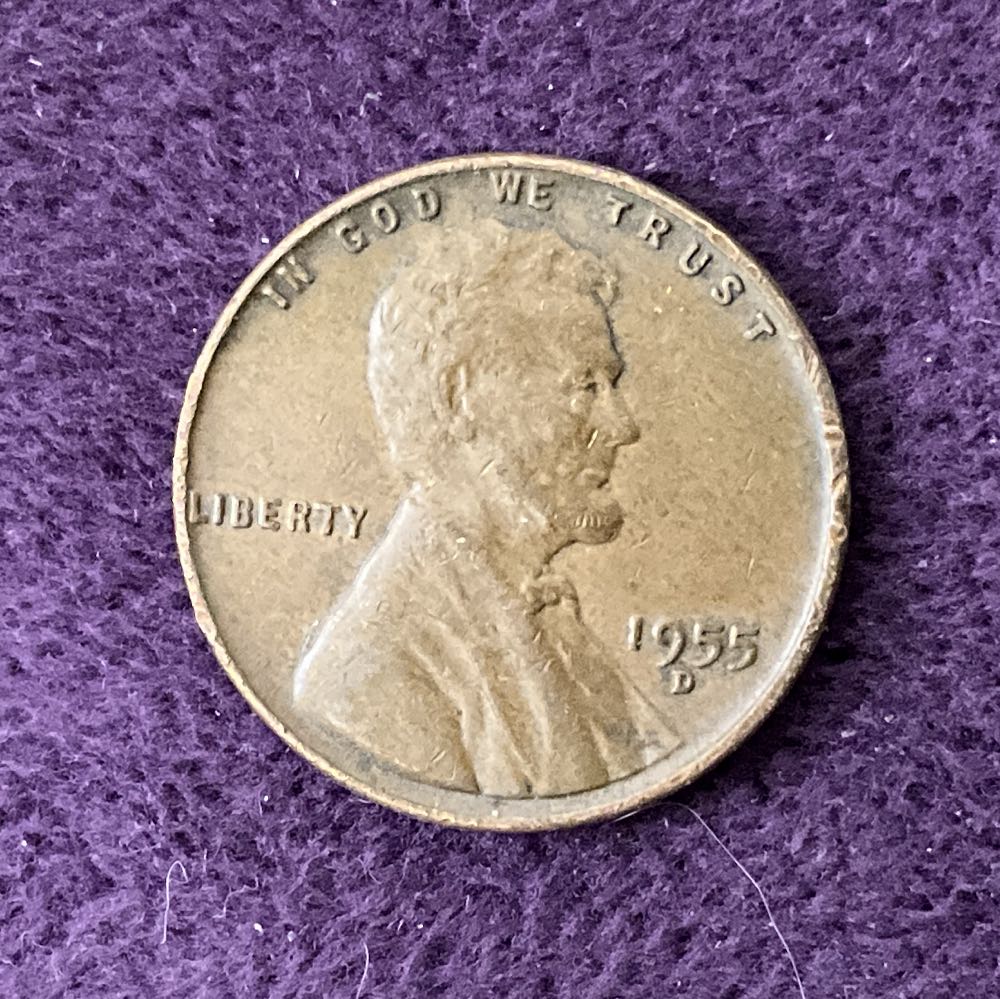 IN GOD WE TRUST
LIBERTY
1955
D